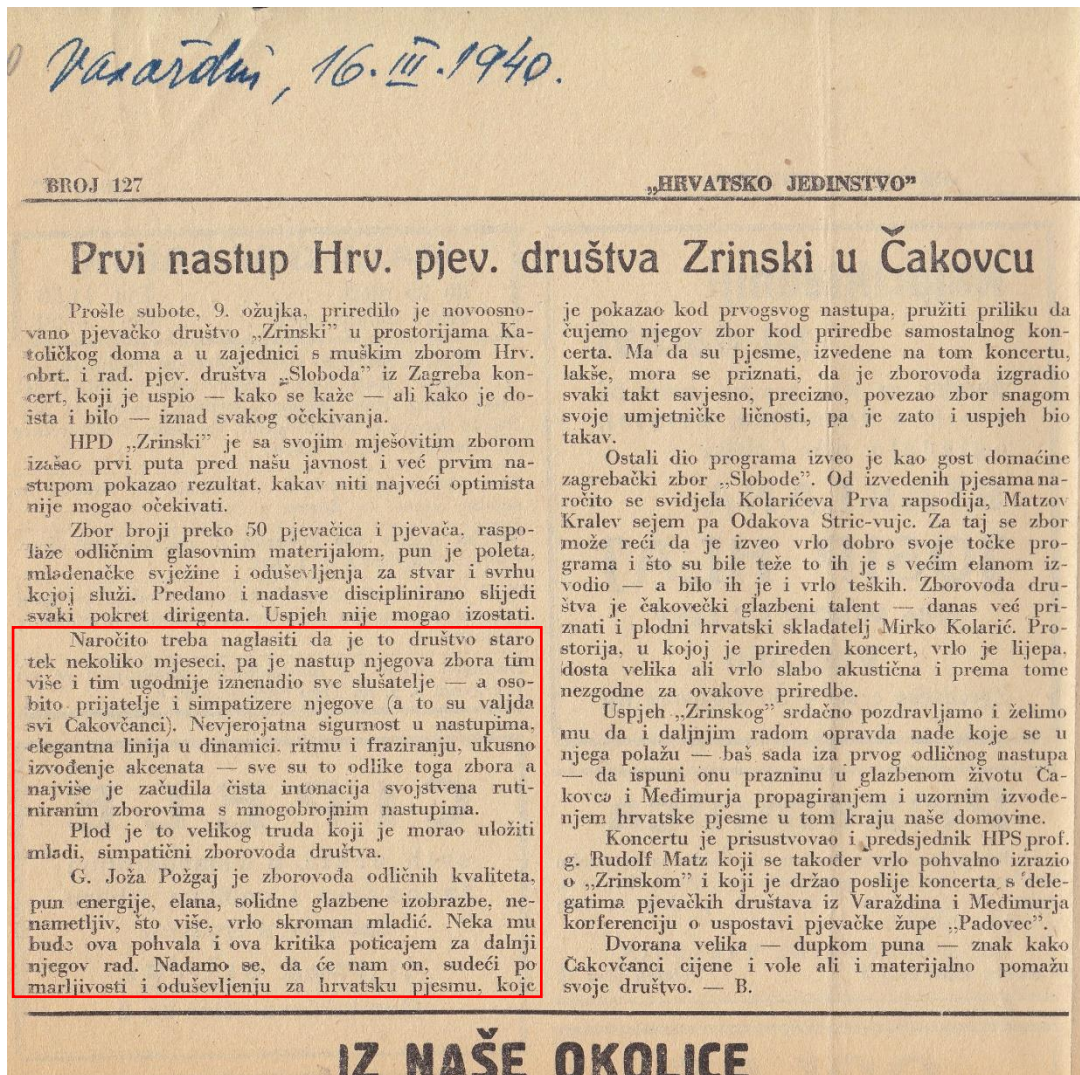 Varaždin, 16. III. 1940.
BROJ 127
„HRVATSKO JEDINSTVO”
Prvi nastup Hrv. pjev. društva Zrinski u Čakovcu
Prošle subote, 9. ožujka, priredilo je novoosno-
vano pjevačko društvo „Zrinski” u prostorijama Ka-
toličkog doma a u zajednici s muškim zborom Hrv.
obrt. i rad. pjev. društva „Sloboda” iz Zagreba kon-
cert, koji je uspio — kako se kaže — ali kako je do-
ista i bilo — iznad svakog očekivanja.
HPD „Zrinski” je sa svojim mješovitim zborom
izašao prvi puta pred našu javnost i već prvim na-
stupom pokazao rezultat, kakav niti najveći optimista
nije mogao očekivati.
Zbor broji preko 50 pjevačica i pjevača, raspo-
laže odličnim glasovnim materijalom, pun je poleta,
mladenačke svježine i oduševljenja za stvar i svrhu
kojoj služi. Predano i nadasve disciplinirano slijedi
svaki pokret dirigenta. Uspjeh nije mogao izostati.
Naročito treba naglasiti da je to društvo staro
tek nekoliko mjeseci, pa je nastup njegova zbora tim
više i tim ugodnije iznenadio sve slušatelje — a oso-
bito prijatelje i simpatizere njegove (a to su valjda
svi Čakovčanci). Nevjerojatna sigurnost u nastupima,
elegantna linija u dinamici, ritmu i fraziranju, ukusno
izvođenje akcenata — sve su to odlike toga zbora a
najviše je začudila čista intonacija svojstvena ruti-
niranim zborovima s mnogobrojnim nastupima.
Plod je to velikog truda koji je morao uložiti
mladi, simpatični zborovođa društva.
G. Joža Požgaj je zborovođa odličnih kvaliteta,
pun energije, elana, solidne glazbene izobrazbe, ne-
nametljiv, što više, vrlo skroman mladić. Neka mu
bude ova pohvala i ova kritika poticajem za dalnji
njegov rad. Nadamo se, da će nam on, sudeći po
marljivosti i oduševljenju za hrvatsku pjesmu, koje
je pokazao kod prvogsvog nastupa, pružiti priliku da
čujemo njegov zbor kod priredbe samostalnog kon-
certa. Ma da su pjesme, izvedene na tom koncertu,
lakše, mora se priznati, da je zborovođa izgradio
svaki takt savjesno, precizno, povezao zbor snagom
svoje umjetničke ličnosti, pa je zato i uspjeh bio
takav.
Ostali dio programa izveo je kao gost domaćine
zagrebački zbor „Slobode”. Od izvedenih pjesama na-
ročito se svidjela Kolarićeva Prva rapsodija, Matzov
Kralev sejem pa Odakova Stric-vujc. Za taj se zbor
može reći da je izveo vrlo dobro svoje točke pro-
grama i što su bile teže to ih je s većim elanom iz-
vodio — a bilo ih je i vrlo teških. Zborovođa dru-
štva je čakovečki glazbeni talent — danas već pri-
znati i plodni hrvatski skladatelj Mirko Kolarić. Pro-
storija, u kojoj je priređen koncert, vrlo je lijepa,
dosta velika ali vrlo slabo akustična i prema tome
nezgodne za ovakove priredbe.
Uspjeh „Zrinskog” srdačno pozdravljamo i želimo
mu da i daljnjim radom opravda nade koje se u
njega polažu — baš sada iza prvog odličnog nastupa
— da ispuni onu prazninu u glazbenom životu Ča-
kovca i Međimurja propagiranjem i uzornim izvođe-
njem hrvatske pjesme u tom kraju naše domovine.
Koncertu je prisustvovao i predsjednik HPS prof.
g. Rudolf Matz koji se također vrlo pohvalno izrazio
o „Zrinskom” i koji je držao poslije koncerta s dele-
gatima pjevačkih društava iz Varaždina i Međimurja
konferenciju o uspostavi pjevačke župe „Padovec”.
Dvorana velika — dupkom puna — znak kako
Čakovčanci cijene i vole ali i materijalno pomažu
svoje društvo. — B.
IZ NAŠE OKOLICE